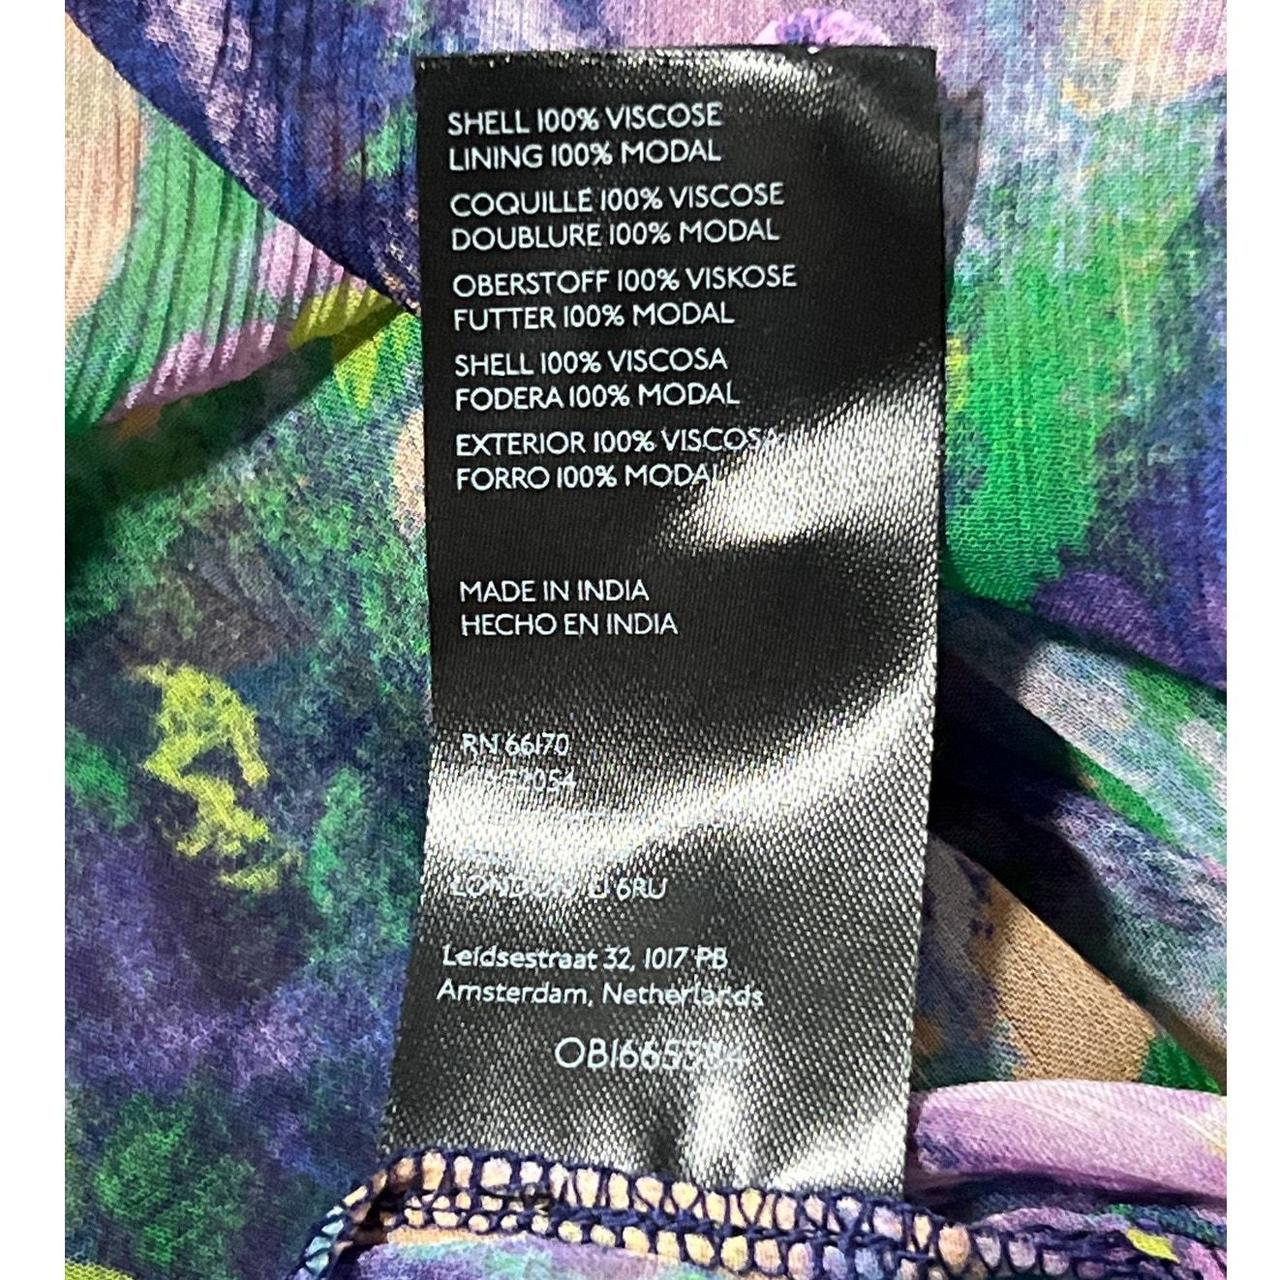 SHELL 100% VISCOSE
LINING 100% MODAL
COQUILLE 100% VISCOSE
DOUBLURE 100% MODAL
OBERSTOFF 100% VISKOSE
FUTTER 100% MODAL
SHELL 100% VISCOSA
FODERA 100% MODAL
EXTERIOR 100% VISCOSA
FORRO 100% MODAL
MADE IN INDIA
HECHO EN INDIA
RN 66170
LONDON 6RU
Leidsestraat 32, 1017 PB
Amsterdam, Netherlands